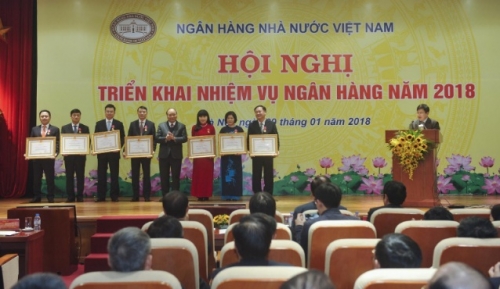 NGÂN HÀNG NHÀ NƯỚC VIỆT NAM
HỘI NGHỊ
TRIỂN KHAI NHIỆM VỤ NGÂN HÀNG NĂM 2018
01 năm 2018